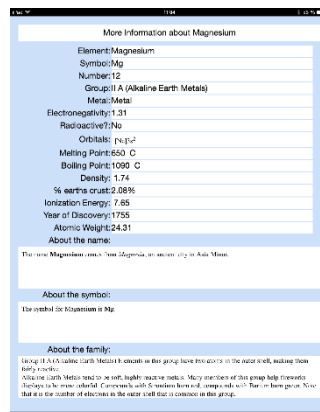 11:04
More Information about Magnesium
Element:Magnesium
Symbol:Mg
Number:12
Group:II A (Alkaline Earth Metals)
Metal:Metal
Electronegativity:1.31
Radioactive?:No
Orbitals: [Ne]3s²
Melting Point:650 C
Boiling Point:1090 C
Density: 1.74
% earths crust:2.08%
Ionization Energy: 7.65
Year of Discovery:1755
Atomic Weight:24.31
About the name:
The name Magnesium comes from Magnesia, an ancient city in Asia Minor.
About the symbol:
The symbol for Magnesium is Mg.
About the family:
Group II A (Alkaline Earth Metals) Elements in this group have two atoms in the outer shell, making them
fairly reactive.
Alkaline Earth Metals tend to be soft, highly reactive metals. Many members of this group help fireworks
displays to be more colorful. Compounds with Strontium burn red, compounds with Barium burn green. Note
that it is the number of electrons in the outer shell that is common in this group.